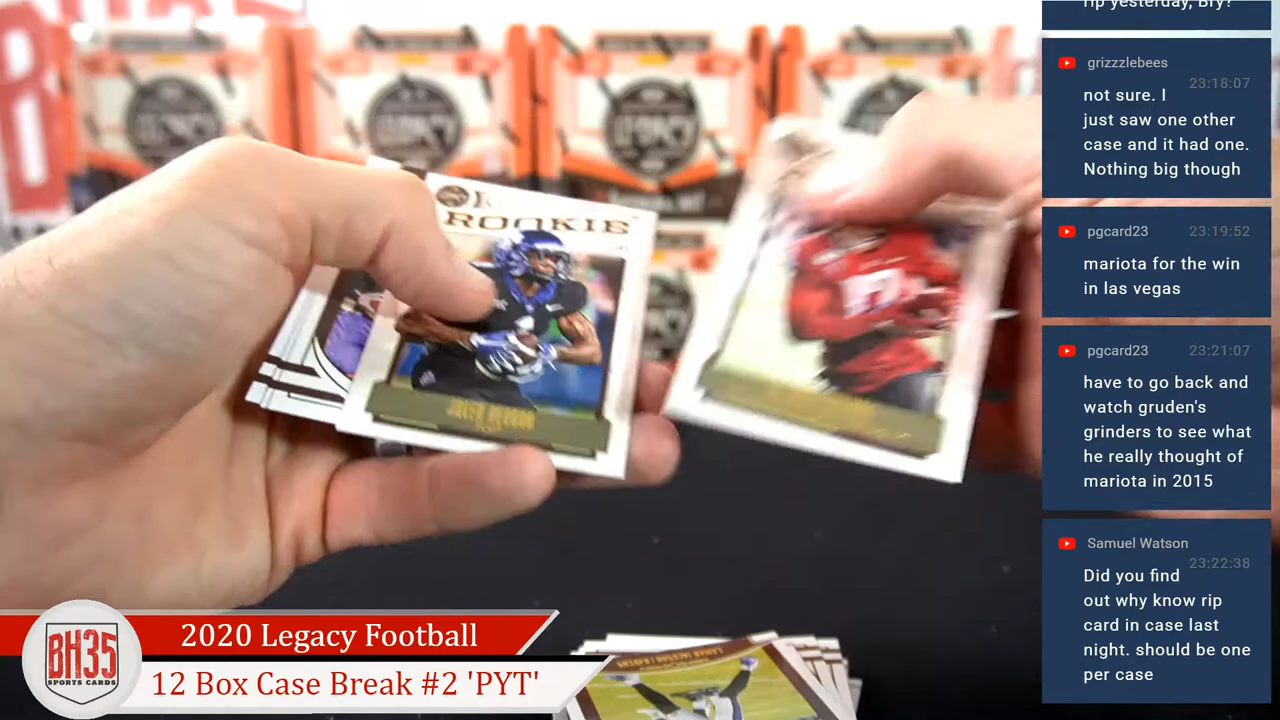 rip yesterday, Bry?
grizzzlebees
23:18:07
not sure. I
just saw one other
case and it had one.
Nothing big though
pgcard23 23:19:52
mariota for the win
in las vegas
pgcard23 23:21:07
have to go back and
watch gruden's
grinders to see what
he really thought of
mariota in 2015
Samuel Watson
23:22:38
Did you find
out why know rip
card in case last
night. should be one
per case
ROOKIE
LEGACY
LAMAR JACKSON | RAVENS
BH35
SPORTS CARDS
2020 Legacy Football
12 Box Case Break #2 'PYT'